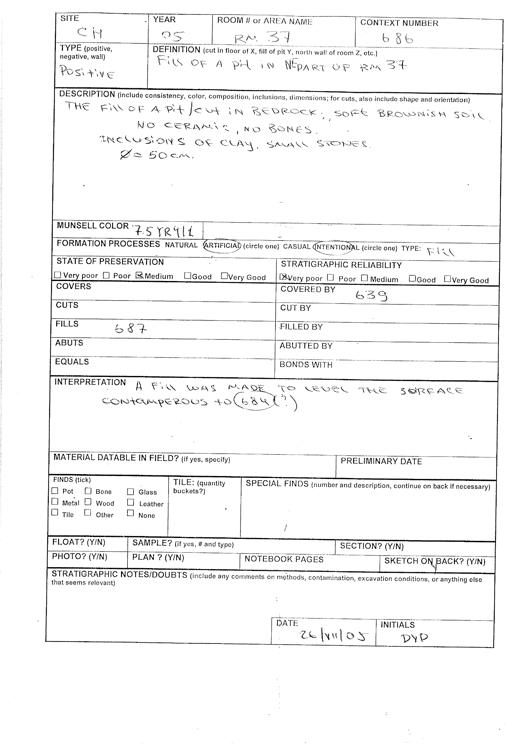 SITE YEAR ROOM # or AREA NAME CONTEXT NUMBER
CH 05 RM. 37 686
TYPE (positive, negative, wall) DEFINITION (cut in floor of X, fill of pit Y, north wall of room Z, etc.)
POSITIVE Fill OF A pit IN NE PART OF RM 37
DESCRIPTION (include consistency, color, composition, inclusions, dimensions; for cuts, also include shape and orientation)
THE Fill OF A Pit/CUT IN BEDROCK, SOFT BROWNISH SOIL
NO CERAMIC, NO BONES.
INCLUSIONS OF CLAY, SMALL STONES.
Ø = 50 cm.
MUNSELL COLOR 7.5YR4/1
FORMATION PROCESSES NATURAL ARTIFICIAL (circle one) CASUAL INTENTIONAL (circle one) TYPE: Fill
STATE OF PRESERVATION STRATIGRAPHIC RELIABILITY
☐Very poor ☐ Poor ☒Medium ☐Good ☐Very Good ☒Very poor ☐ Poor ☐ Medium ☐Good ☐Very Good
COVERS COVERED BY 639
CUTS CUT BY
FILLS 687 FILLED BY
ABUTS ABUTTED BY
EQUALS BONDS WITH
INTERPRETATION A Fill WAS MADE TO LEVEL THE SURFACE
CONTAMPEROUS TO 684 (?)
MATERIAL DATABLE IN FIELD? (if yes, specify) PRELIMINARY DATE
FINDS (tick) TILE: (quantity buckets?) SPECIAL FINDS (number and description, continue on back if necessary)
☐ Pot ☐ Bone ☐ Glass
☐ Metal ☐ Wood ☐ Leather
☐ Tile ☐ Other ☐ None
/
FLOAT? (Y/N) SAMPLE? (if yes, # and type) SECTION? (Y/N)
PHOTO? (Y/N) PLAN ? (Y/N) NOTEBOOK PAGES SKETCH ON BACK? (Y/N)
STRATIGRAPHIC NOTES/DOUBTS (include any comments on methods, contamination, excavation conditions, or anything else
that seems relevant)
DATE INITIALS
26/VII/05 DYD